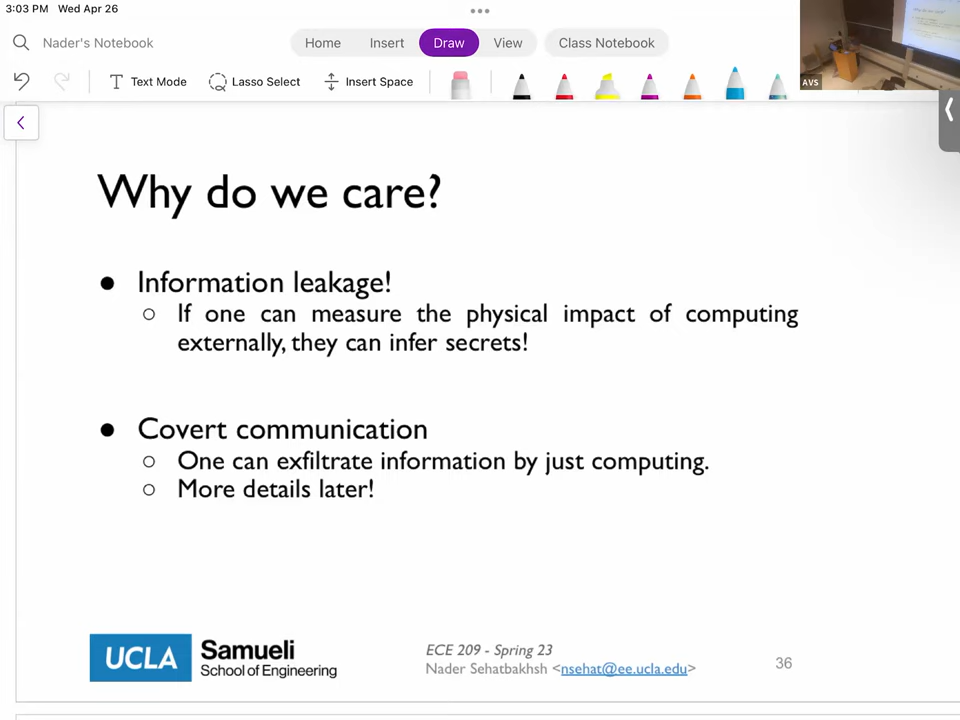 3:03 PM Wed Apr 26
Nader's Notebook
Home Insert Draw View Class Notebook
Text Mode Lasso Select Insert Space
AVS
Why do we care?
● Information leakage!
○ If one can measure the physical impact of computing
externally, they can infer secrets!
● Covert communication
○ One can exfiltrate information by just computing.
○ More details later!
UCLA Samueli
School of Engineering
ECE 209 - Spring 23
Nader Sehatbakhsh <nsehat@ee.ucla.edu>
36